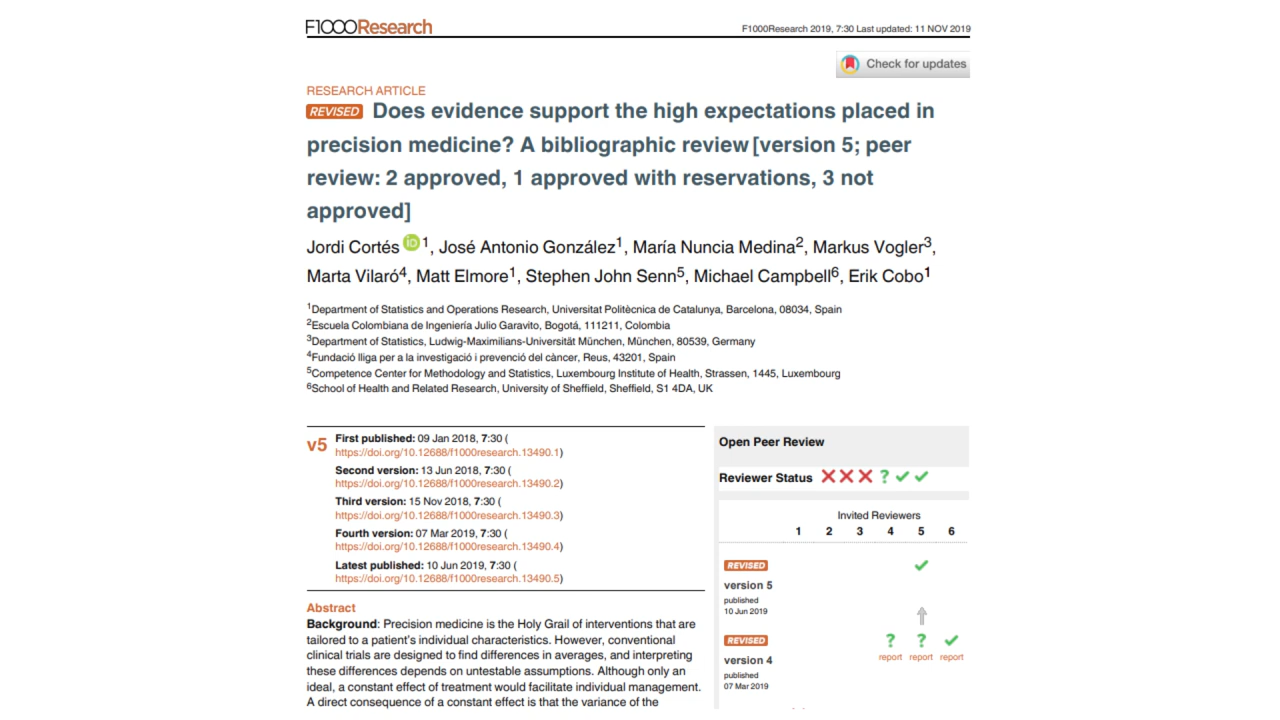 F1000Research
F1000Research 2019, 7:30 Last updated: 11 NOV 2019
Check for updates
RESEARCH ARTICLE
REVISED Does evidence support the high expectations placed in
precision medicine? A bibliographic review [version 5; peer
review: 2 approved, 1 approved with reservations, 3 not
approved]
Jordi Cortés iD 1, José Antonio González1, María Nuncia Medina2, Markus Vogler3,
Marta Vilaró4, Matt Elmore1, Stephen John Senn5, Michael Campbell6, Erik Cobo1
1Department of Statistics and Operations Research, Universitat Politècnica de Catalunya, Barcelona, 08034, Spain
2Escuela Colombiana de Ingeniería Julio Garavito, Bogotá, 111211, Colombia
3Department of Statistics, Ludwig-Maximilians-Universität München, München, 80539, Germany
4Fundació lliga per a la investigació i prevenció del càncer, Reus, 43201, Spain
5Competence Center for Methodology and Statistics, Luxembourg Institute of Health, Strassen, 1445, Luxembourg
6School of Health and Related Research, University of Sheffield, Sheffield, S1 4DA, UK
v5
First published: 09 Jan 2018, 7:30 (
https://doi.org/10.12688/f1000research.13490.1)
Second version: 13 Jun 2018, 7:30 (
https://doi.org/10.12688/f1000research.13490.2)
Third version: 15 Nov 2018, 7:30 (
https://doi.org/10.12688/f1000research.13490.3)
Fourth version: 07 Mar 2019, 7:30 (
https://doi.org/10.12688/f1000research.13490.4)
Latest published: 10 Jun 2019, 7:30 (
https://doi.org/10.12688/f1000research.13490.5)
Abstract
Background: Precision medicine is the Holy Grail of interventions that are
tailored to a patient's individual characteristics. However, conventional
clinical trials are designed to find differences in averages, and interpreting
these differences depends on untestable assumptions. Although only an
ideal, a constant effect of treatment would facilitate individual management.
A direct consequence of a constant effect is that the variance of the
Open Peer Review
Reviewer Status ✗ ✗ ✗ ? ✓ ✓
Invited Reviewers
1 2 3 4 5 6
REVISED
version 5
published
10 Jun 2019
✓
REVISED
version 4
published
07 Mar 2019
? ? ✓
report report report